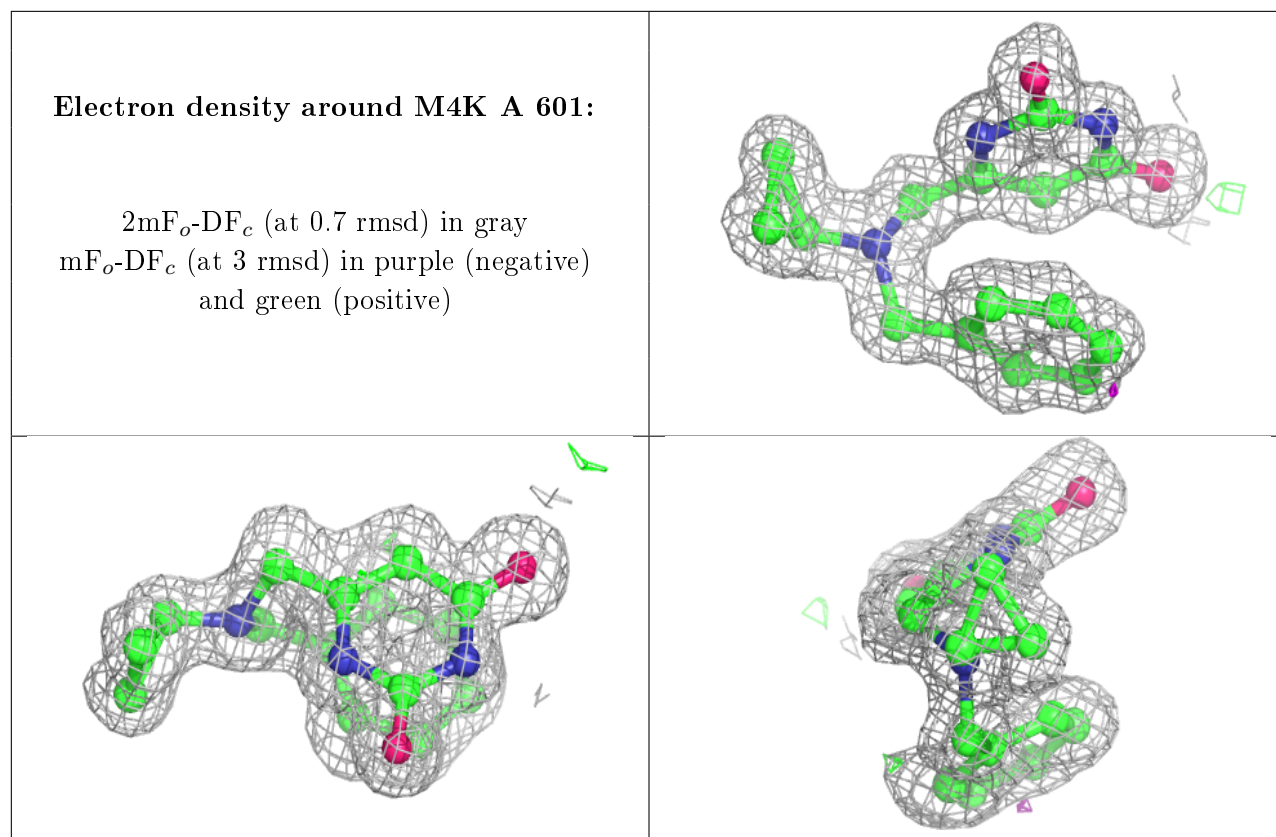 Electron density around M4K A 601:
2mFo-DFc (at 0.7 rmsd) in gray
mFo-DFc (at 3 rmsd) in purple (negative)
and green (positive)